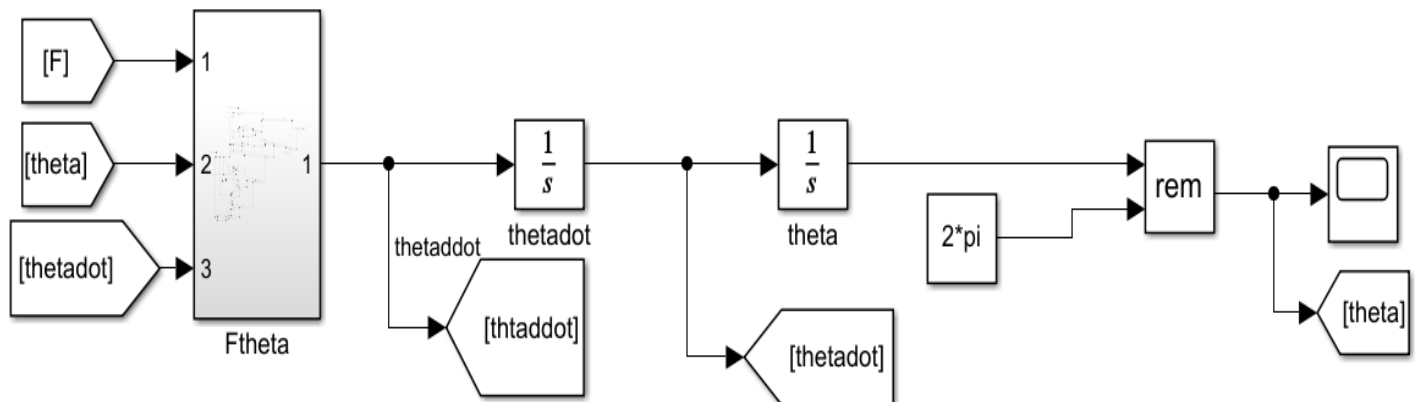 [F]
1
[theta]
2
1
[thetadot]
3
Ftheta
thetaddot
[thtaddot]
1
s
thetadot
[thetadot]
1
s
theta
2*pi
rem
[theta]